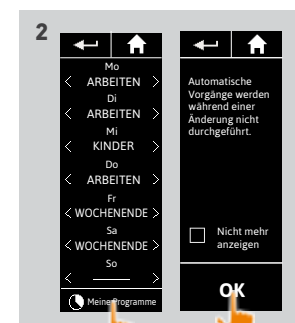 2
Mo
< ARBEITEN >
Di
< ARBEITEN >
Mi
< KINDER >
Do
< ARBEITEN >
Fr
< WOCHENENDE >
Sa
< WOCHENENDE >
So
< ______ >
Meine Programme
Automatische
Vorgänge werden
während einer
Änderung nicht
durchgeführt.
Nicht mehr
anzeigen
OK